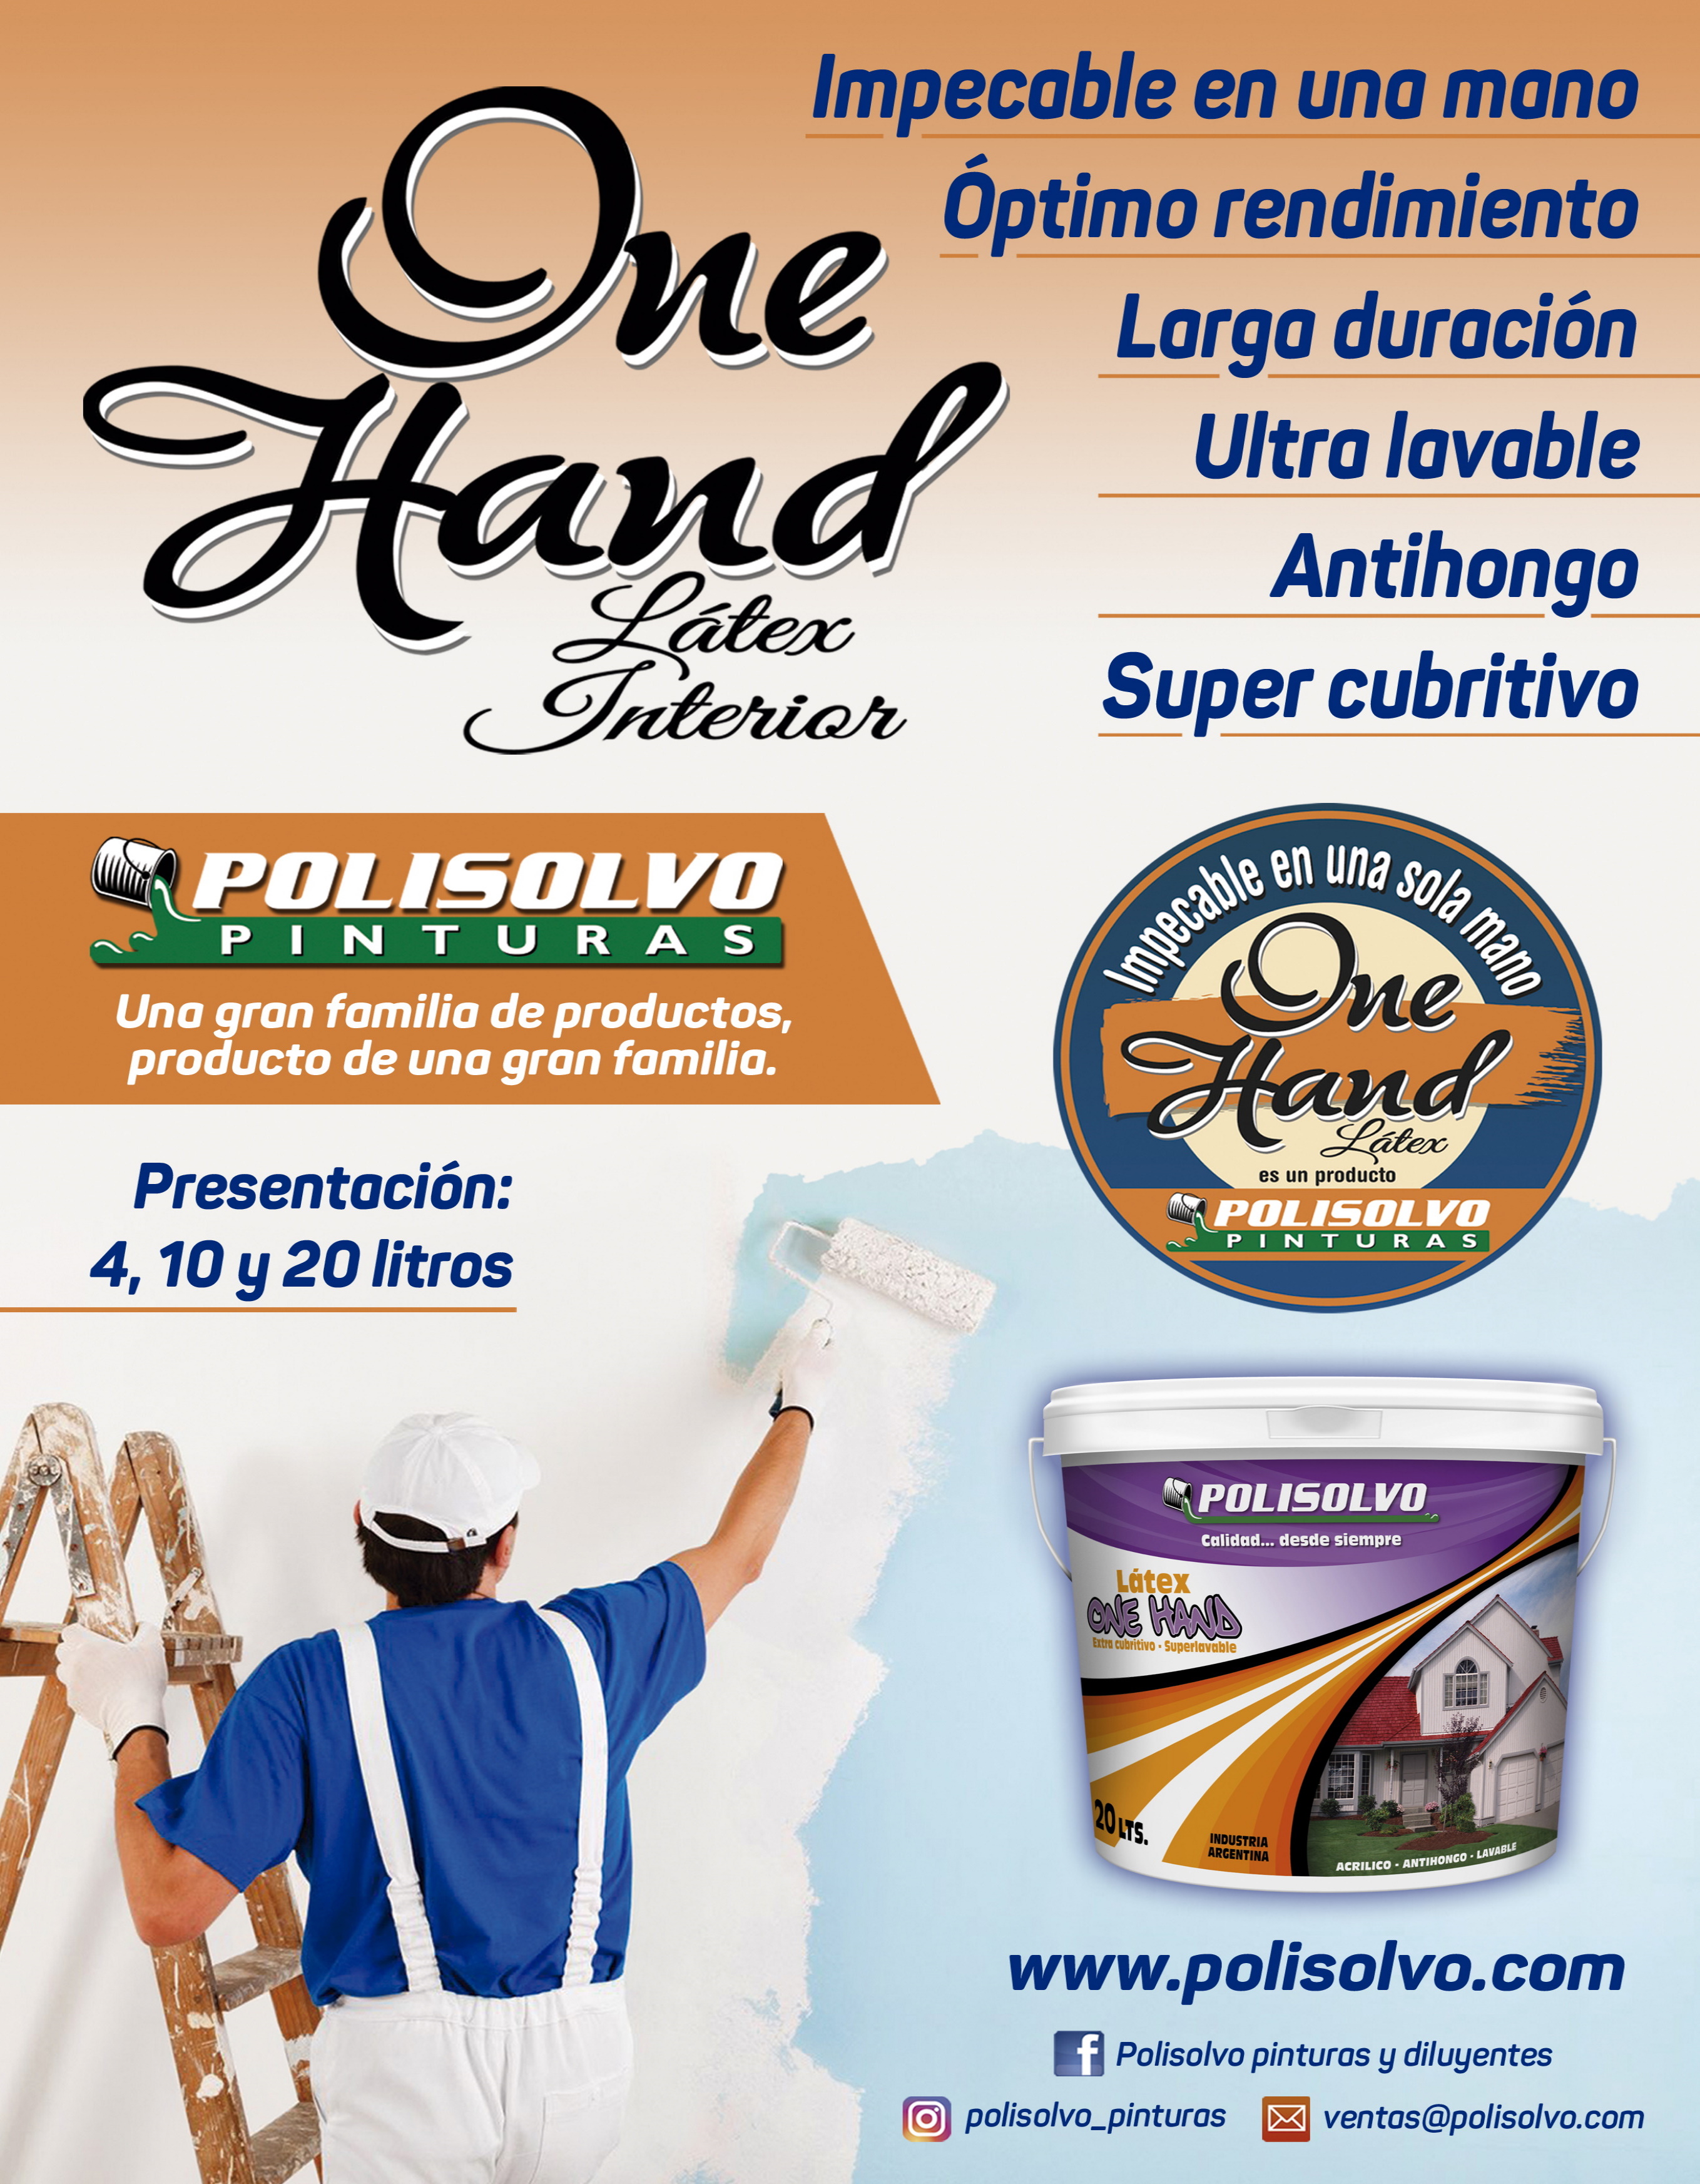 One
Hand
Látex
Interior
Impecable en una mano
Óptimo rendimiento
Larga duración
Ultra lavable
Antihongo
Super cubritivo
POLISOLVO
PINTURAS
Una gran familia de productos,
producto de una gran familia.
Impecable en una sola mano
One
Hand
Látex
es un producto
POLISOLVO
PINTURAS
Presentación:
4, 10 y 20 litros
POLISOLVO
Calidad... desde siempre
Látex
ONE HAND
Extra cubritivo - Superlavable
20 LTS.
INDUSTRIA
ARGENTINA
ACRILICO - ANTIHONGO - LAVABLE
www.polisolvo.com
f Polisolvo pinturas y diluyentes
polisolvo_pinturas
ventas@polisolvo.com